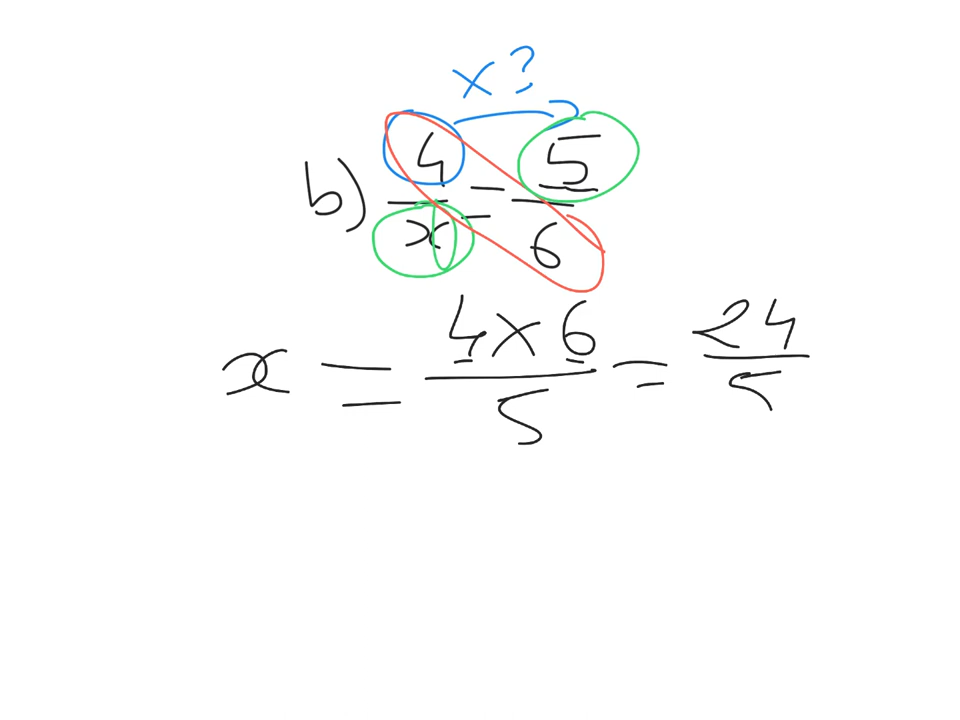 × ?
b) 4/x = 5/6
x = 4×6/5 = 24/5